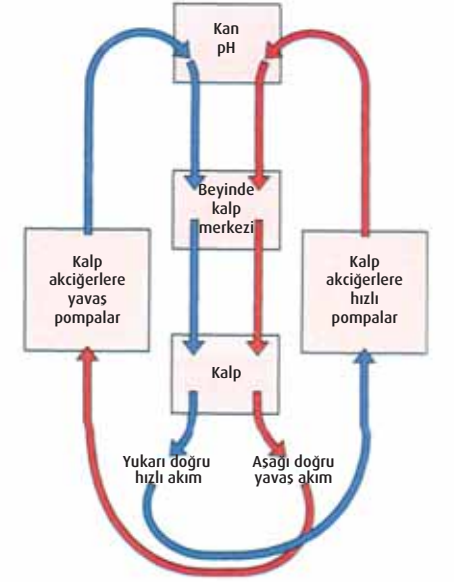 Kan
pH
Beyinde
kalp
merkezi
Kalp
akciğerlere
yavaş
pompalar
Kalp
akciğerlere
hızlı
pompalar
Kalp
Yukarı doğru
hızlı akım
Aşağı doğru
yavaş akım